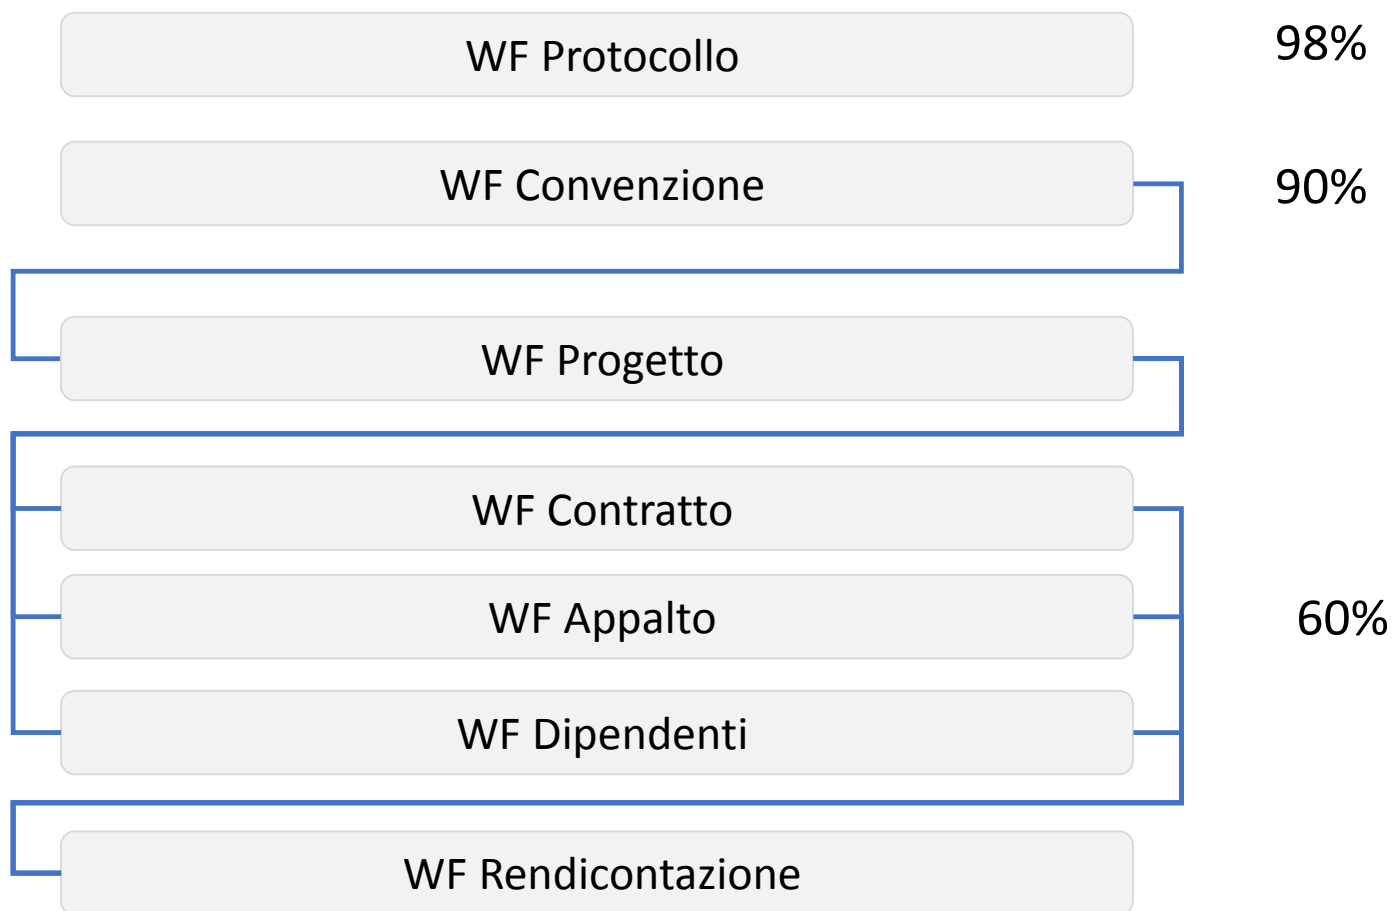 WF Protocollo
98%
WF Convenzione
90%
WF Progetto
WF Contratto
WF Appalto
60%
WF Dipendenti
WF Rendicontazione